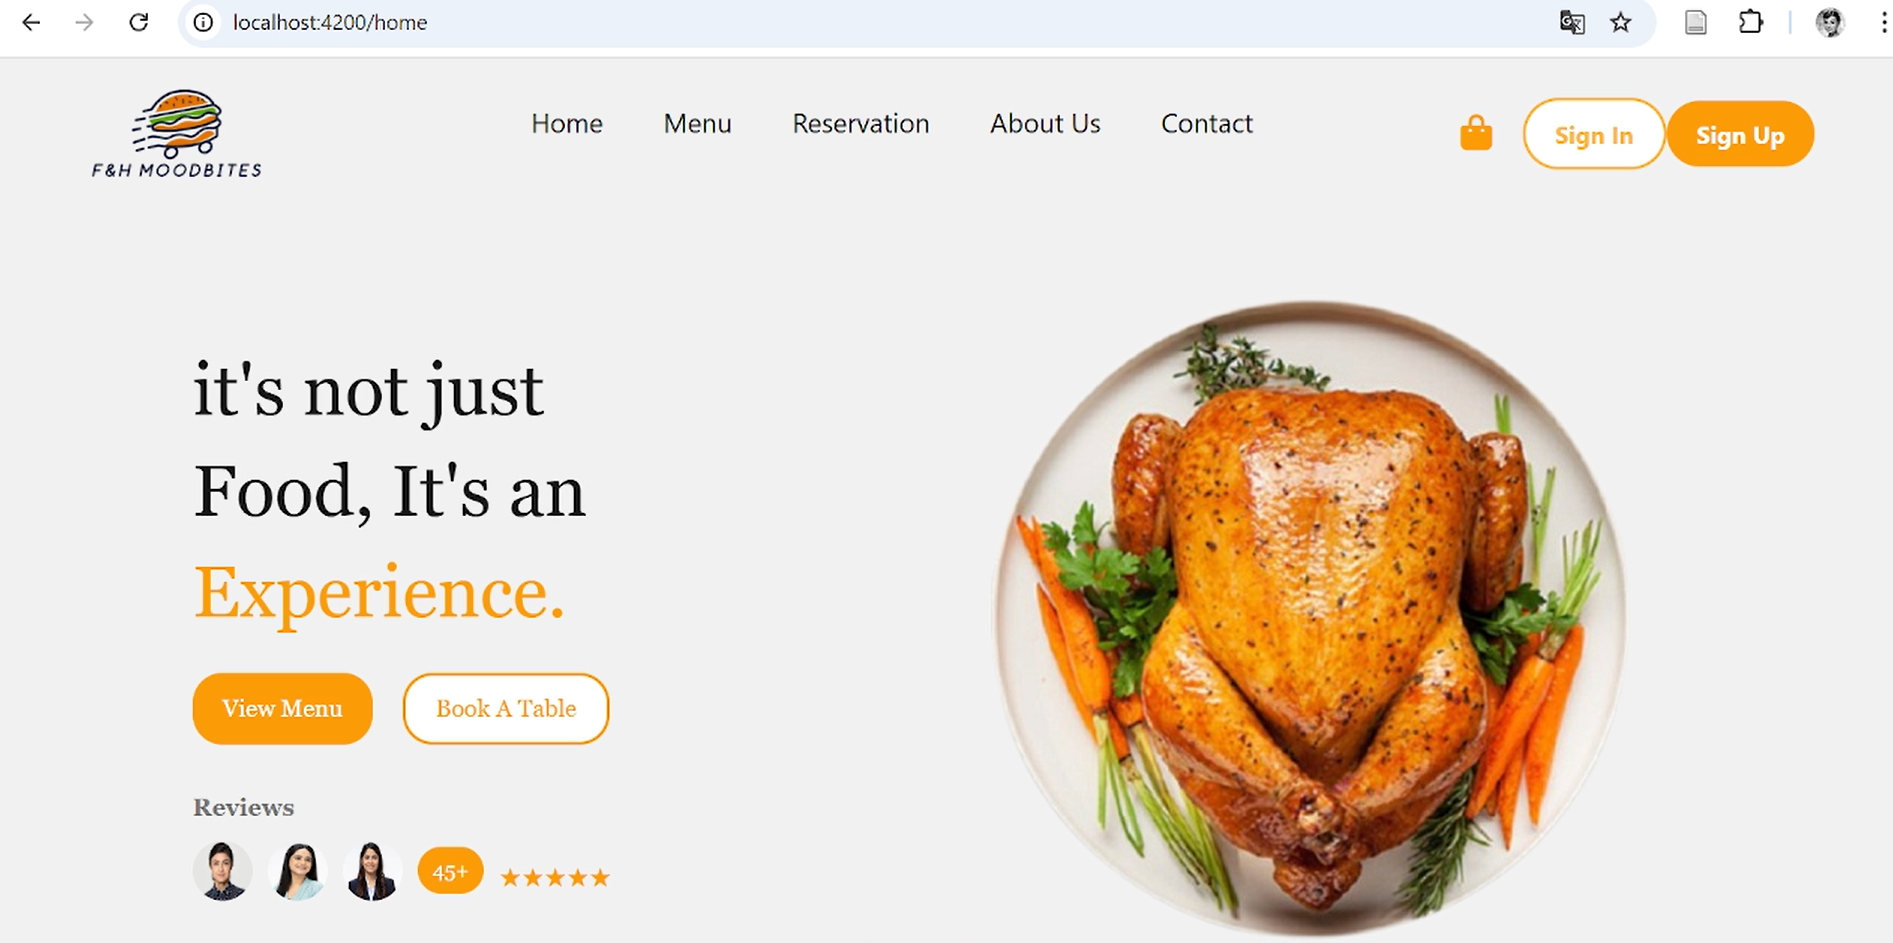 localhost:4200/home
F&H MOODBITES
Home Menu Reservation About Us Contact
Sign In Sign Up
it's not just
Food, It's an
Experience.
View Menu Book A Table
Reviews
45+